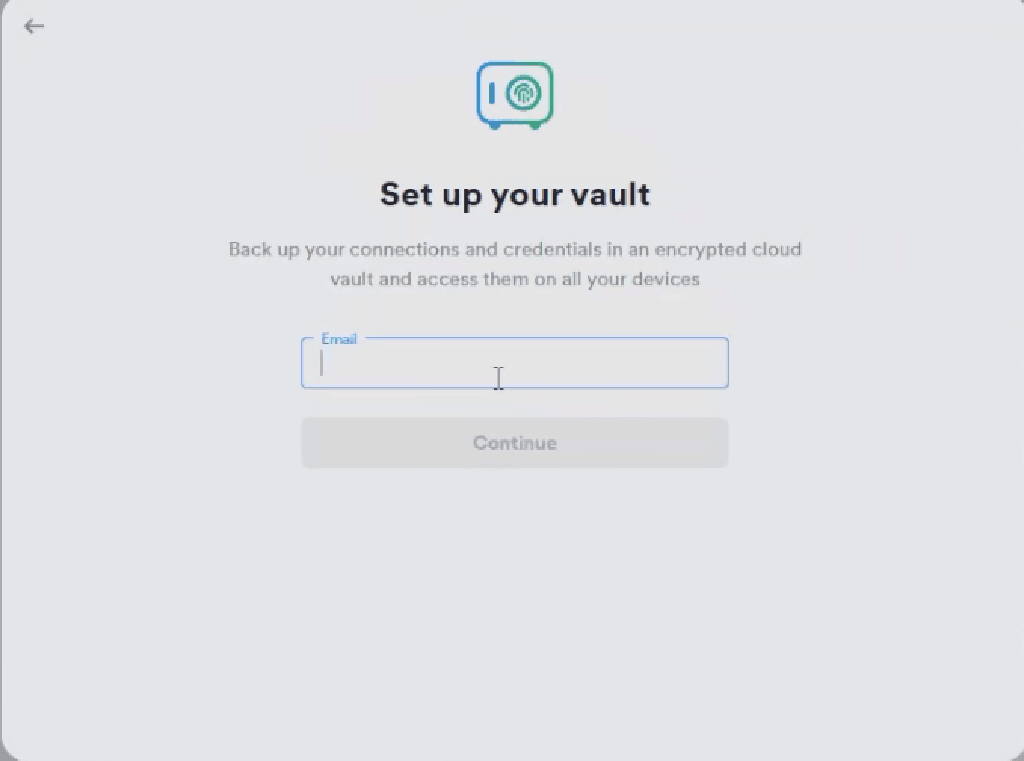 Set up your vault
Back up your connections and credentials in an encrypted cloud
vault and access them on all your devices
Email
Continue